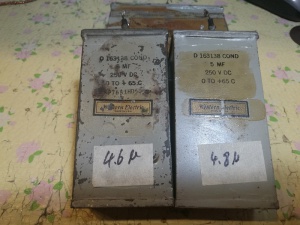 D 163138 COND
5 MF
250 V DC
0 TO + 65 C
Western Electric
4.6 µ
D 163138 COND
5 MF
250 V DC
0 TO +65 C
Western Electric
4.8 µ